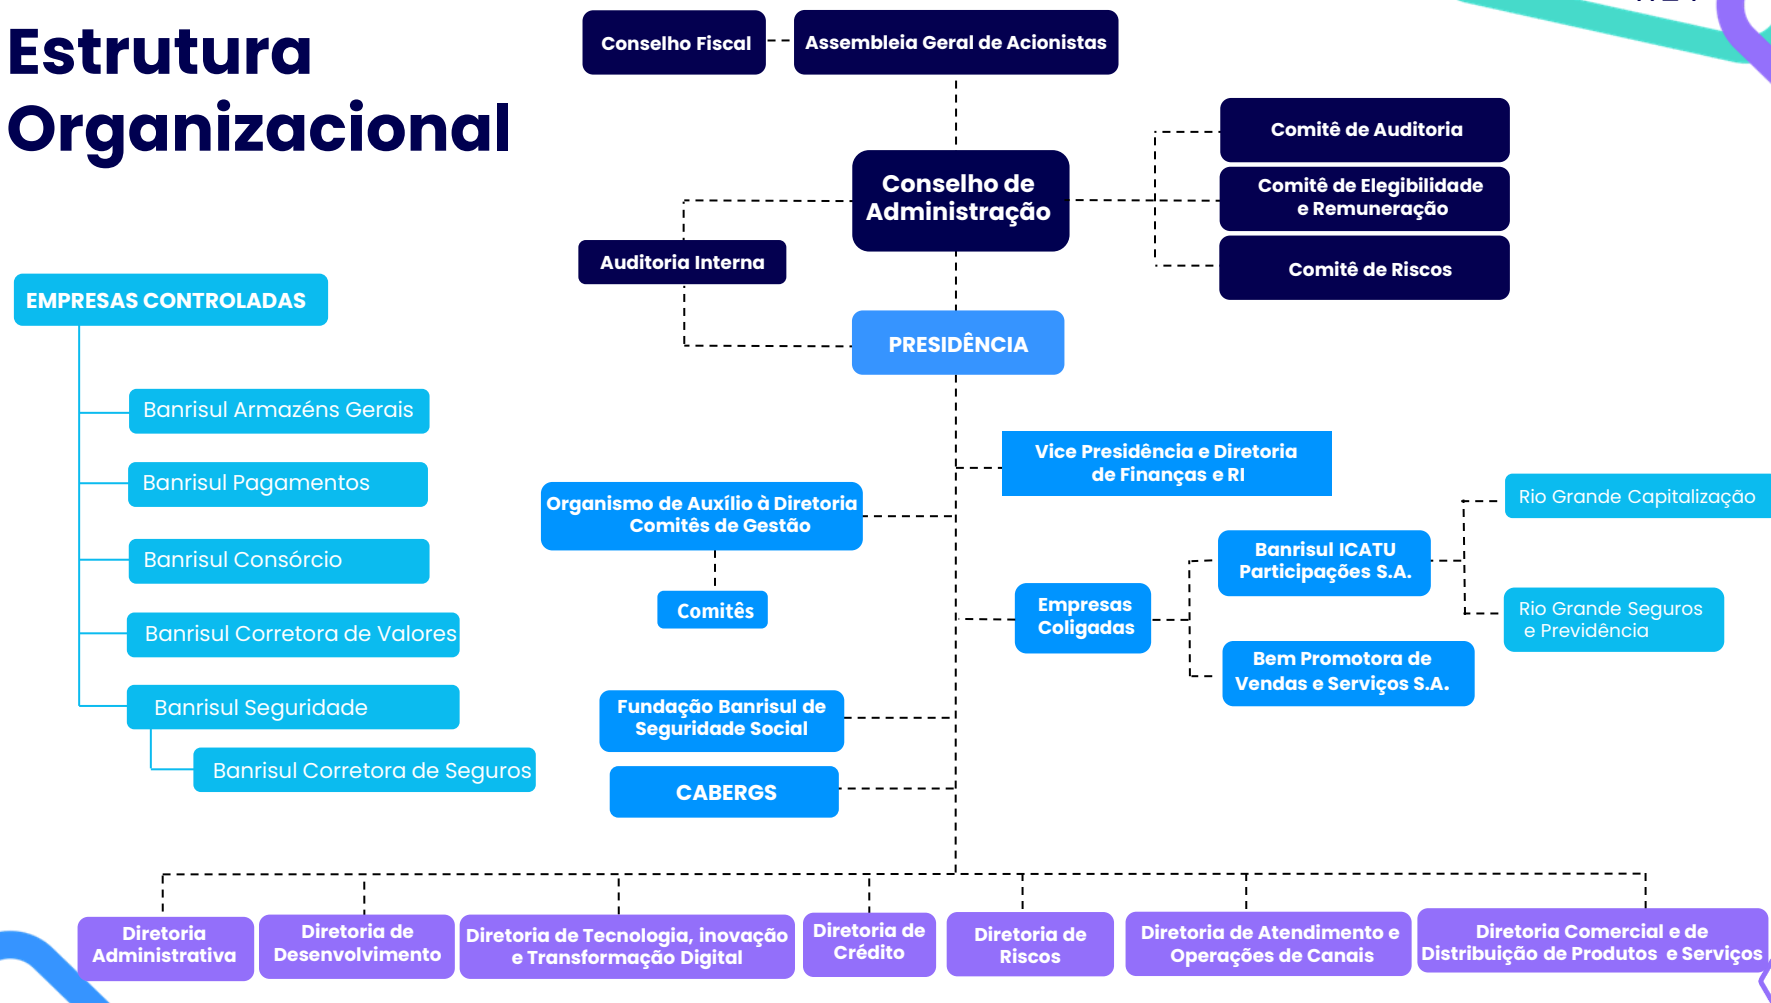 Estrutura
Organizacional
Conselho Fiscal
Assembleia Geral de Acionistas
Conselho de
Administração
Comitê de Auditoria
Comitê de Elegibilidade
e Remuneração
Comitê de Riscos
Auditoria Interna
PRESIDÊNCIA
EMPRESAS CONTROLADAS
Banrisul Armazéns Gerais
Banrisul Pagamentos
Banrisul Consórcio
Banrisul Corretora de Valores
Banrisul Seguridade
Banrisul Corretora de Seguros
Vice Presidência e Diretoria
de Finanças e RI
Organismo de Auxílio à Diretoria
Comitês de Gestão
Comitês
Empresas
Coligadas
Banrisul ICATU
Participações S.A.
Bem Promotora de
Vendas e Serviços S.A.
Rio Grande Capitalização
Rio Grande Seguros
e Previdência
Fundação Banrisul de
Seguridade Social
CABERGS
Diretoria
Administrativa
Diretoria de
Desenvolvimento
Diretoria de Tecnologia, inovação
e Transformação Digital
Diretoria de
Crédito
Diretoria de
Riscos
Diretoria de Atendimento e
Operações de Canais
Diretoria Comercial e de
Distribuição de Produtos e Serviços